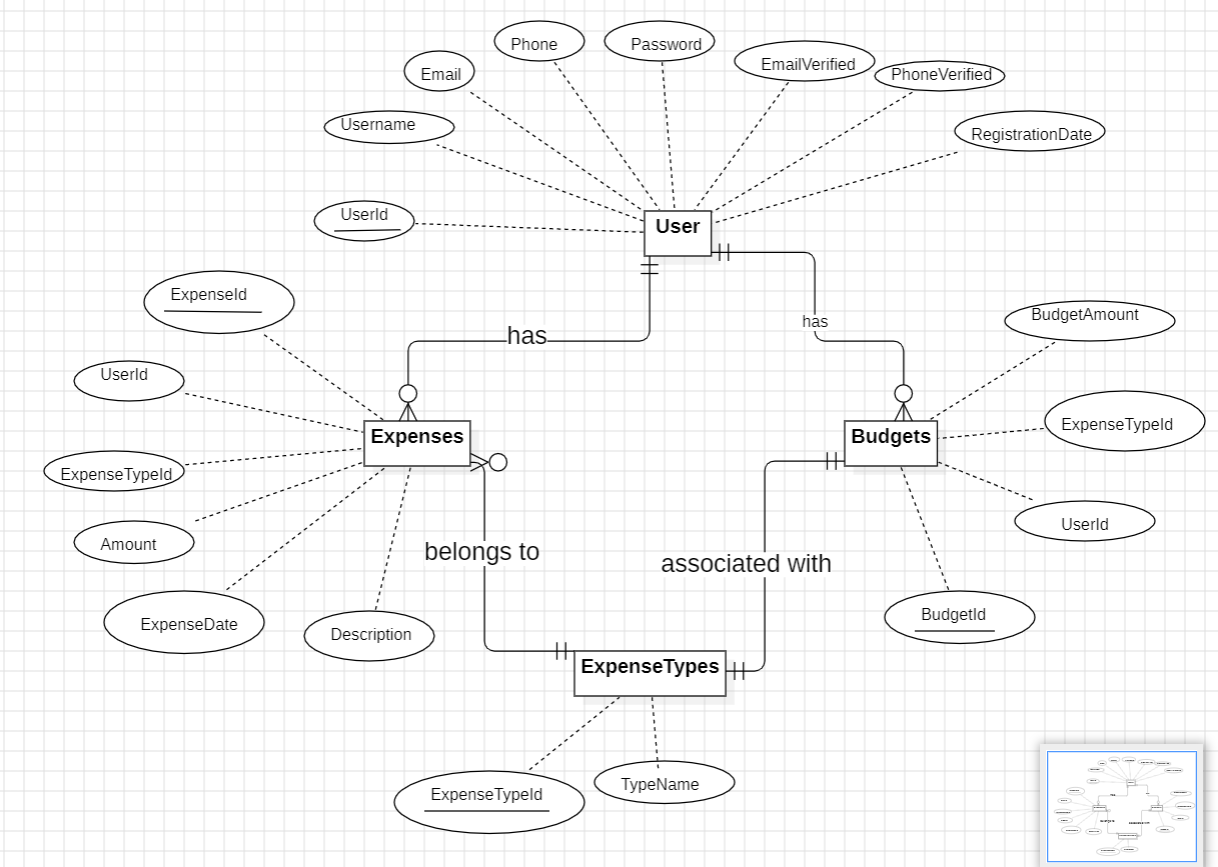 Phone
Password
Email
EmailVerified
PhoneVerified
Username
RegistrationDate
UserId
User
ExpenseId
has
has
BudgetAmount
UserId
Expenses
Budgets
ExpenseTypeId
ExpenseTypeId
UserId
Amount
belongs to
associated with
ExpenseDate
Description
BudgetId
ExpenseTypes
ExpenseTypeId
TypeName